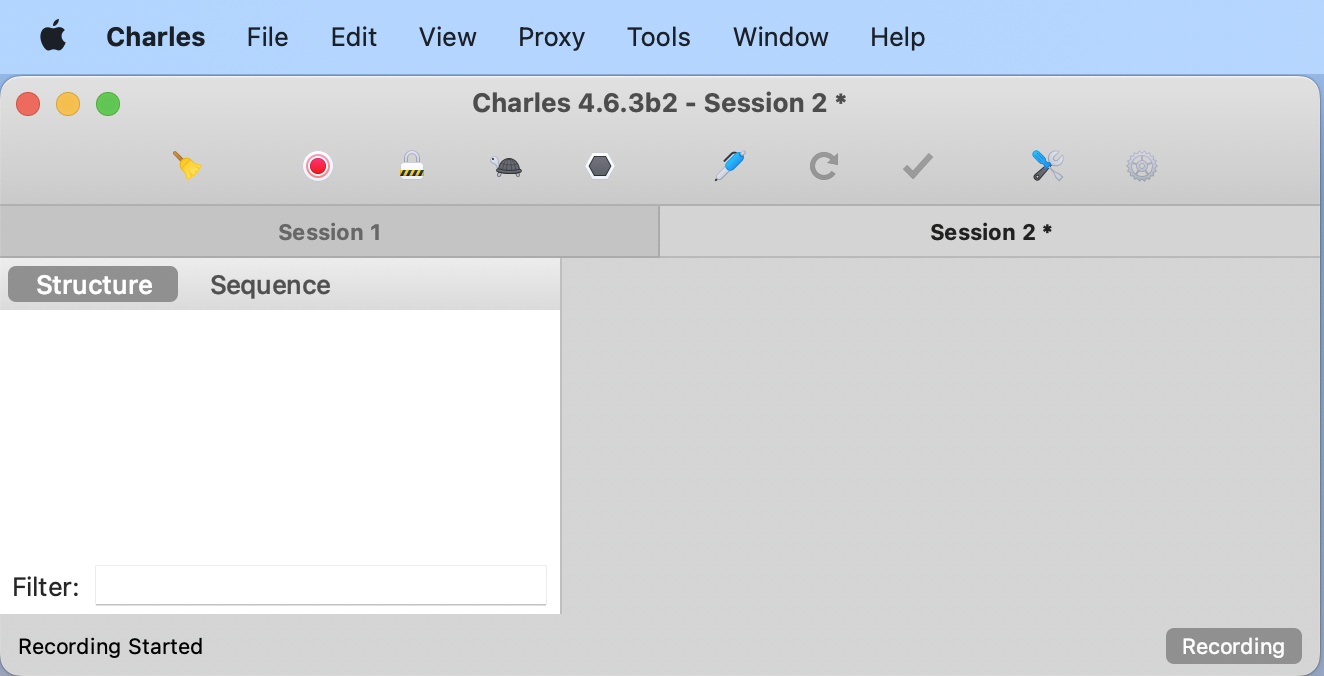 Charles File Edit View Proxy Tools Window Help
Charles 4.6.3b2 - Session 2 *
Session 1 Session 2 *
Structure Sequence
Filter:
Recording Started Recording